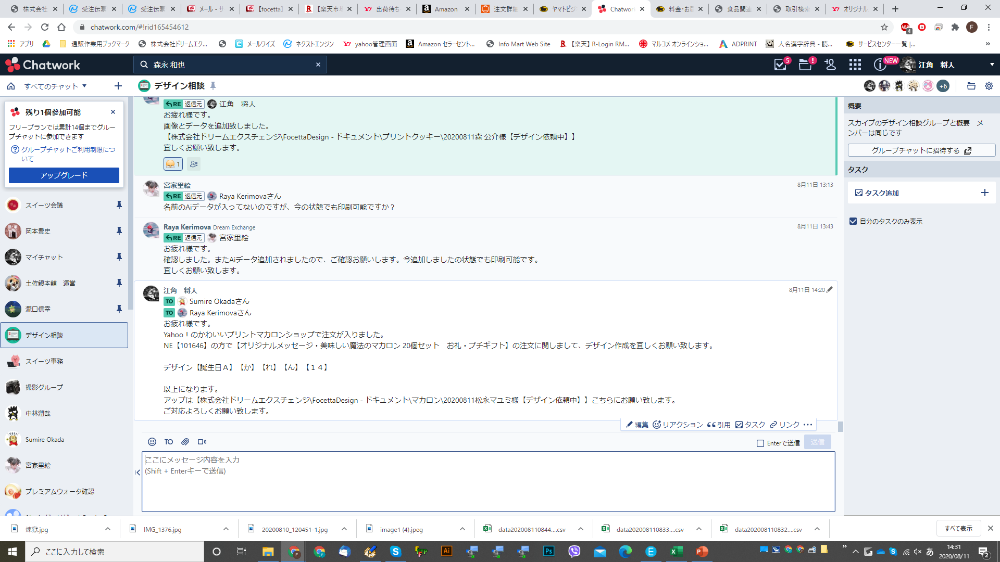 株式会社
受注伝票
受注伝票
メール - サ
【focetta】
【楽天市場
出荷待ち
Amazon
注文詳細
ヤマトビジ
Chatwork
料金・お届
食品関連
取引検索
オリジナル
chatwork.com/#!rid165454612
4
F
アプリ
通販作業用ブックマーク
株式会社ドリームエク...
メールワイズ
ネクストエンジン
yahoo管理画面
Amazon セラーセント...
Info Mart Web Site
【楽天】R-Login RM...
マルコメ オンラインショ...
ADPRINT
人名漢字辞典 - 読...
サービスセンター一覧 |...
»
Chatwork
森永 和也
5
!
NEW
江角　将人
すべてのチャット
デザイン相談
+6
残り1個参加可能
フリープランでは累計14個までグルー
プチャットに参加できます
グループチャットご利用制限につ
いて
アップグレード
スイーツ会議
岡本豊史
マイチャット
土佐鰻本舗　運営
瀧口信幸
デザイン相談
スイーツ事務
撮影グループ
中林潤哉
Sumire Okada
宮家里絵
プレミアムウォータ確認
RE 返信元 江角　将人
お疲れ様です。
画像とデータを追加致しました。
【株式会社ドリームエクスチェンジ\FocettaDesign - ドキュメント\プリントクッキー\20200811森 公介様【デザイン依頼中】】
宜しくお願い致します。
1
宮家里絵
8月11日 13:13
RE 返信元 Raya Kerimovaさん
名前のAiデータが入ってないのですが、今の状態でも印刷可能ですか？
Raya Kerimova Dream Exchange
8月11日 13:43
RE 返信元 宮家里絵
お疲れ様です。
確認しました。またAiデータ追加されましたので、ご確認お願いします。今追加しましたの状態でも印刷可能です。
宜しくお願い致します。
江角　将人
8月11日 14:20
TO Sumire Okadaさん
TO Raya Kerimovaさん
お疲れ様です。
Yahoo！のかわいいプリントマカロンショップで注文が入りました。
NE【101646】の方で【オリジナルメッセージ・美味しい魔法のマカロン 20個セット　お礼・プチギフト】の注文に関しまして、デザイン作成を宜しくお願い致します。
デザイン【誕生日Ａ】【か】【れ】【ん】【１４】
以上になります。
アップは【株式会社ドリームエクスチェンジ\FocettaDesign - ドキュメント\マカロン\20200811松永マユミ様【デザイン依頼中】】こちらにお願い致します。
ご対応よろしくお願い致します。
編集 リアクション 引用 タスク リンク
TO
Enterで送信
送信
ここにメッセージ内容を入力
(Shift + Enterキーで送信)
概要
スカイプのデザイン相談グループと概要　メ
ンバーは同じです
グループチャットに招待する
タスク
タスク追加
自分のタスクのみ表示
煉獄.jpg
IMG_1376.jpg
20200810_120451-1.jpg
image1 (4).jpeg
data202008110844....csv
data202008110833....csv
data202008110832....csv
すべて表示
ここに入力して検索
あ
14:31
2020/08/11
2